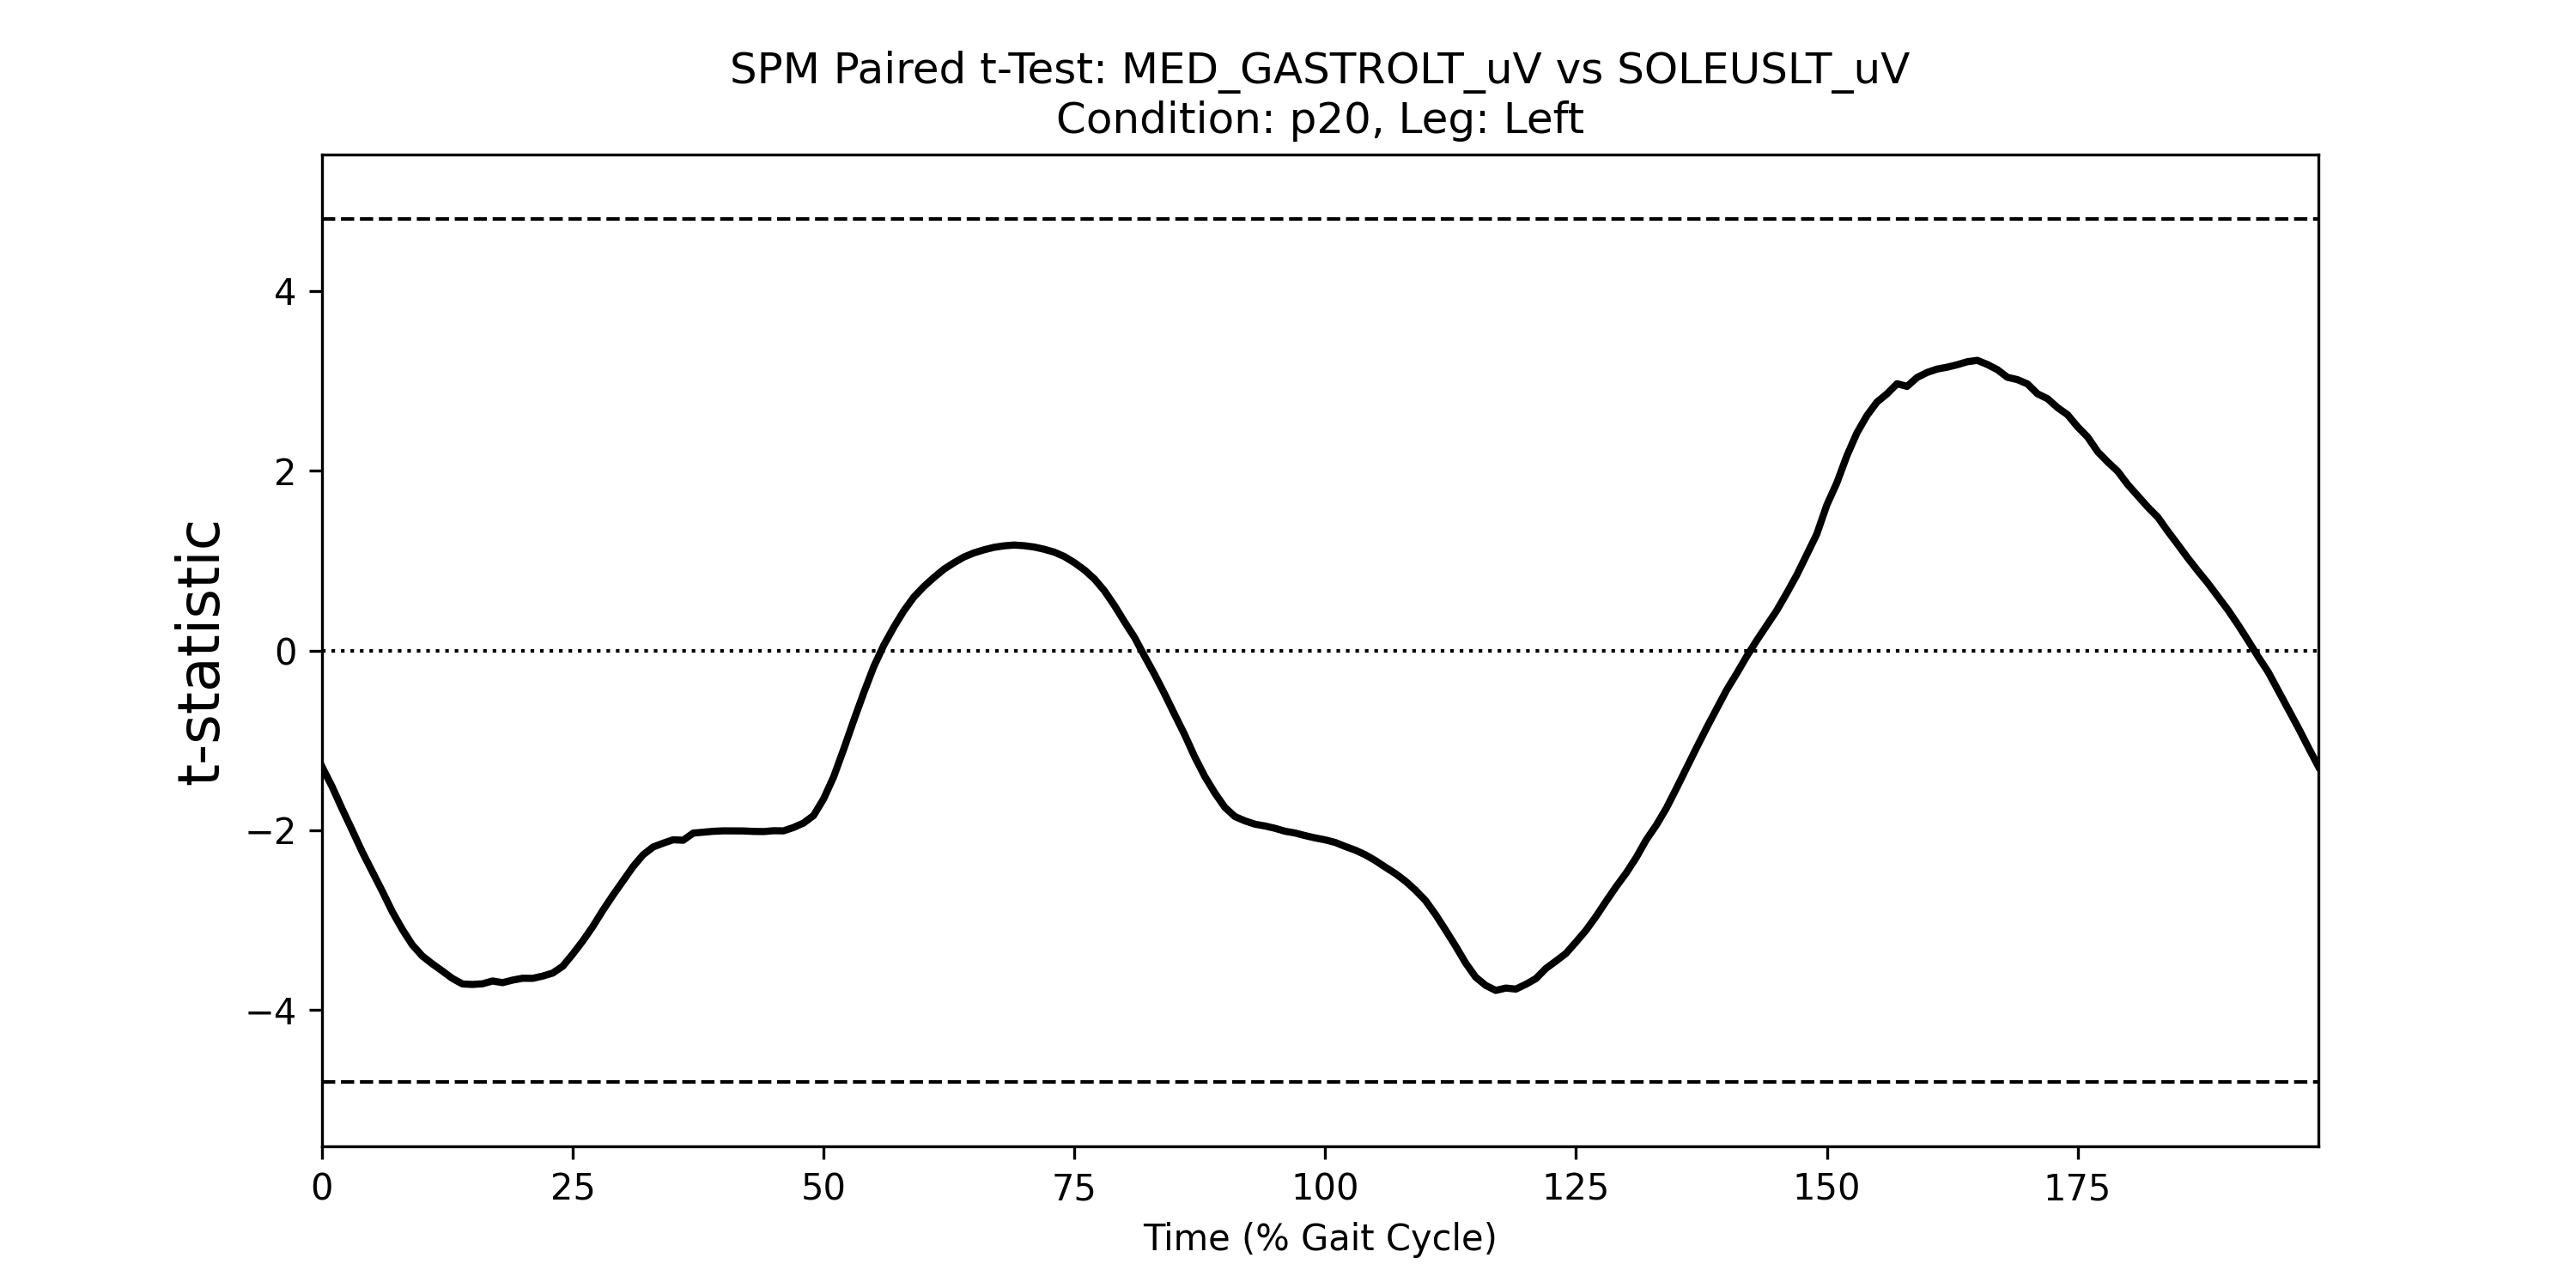 SPM Paired t-Test: MED_GASTROLT_uV vs SOLEUSLT_uV
Condition: p20, Leg: Left
t-statistic
4
2
0
−2
−4
0 25 50 75 100 125 150 175
Time (% Gait Cycle)